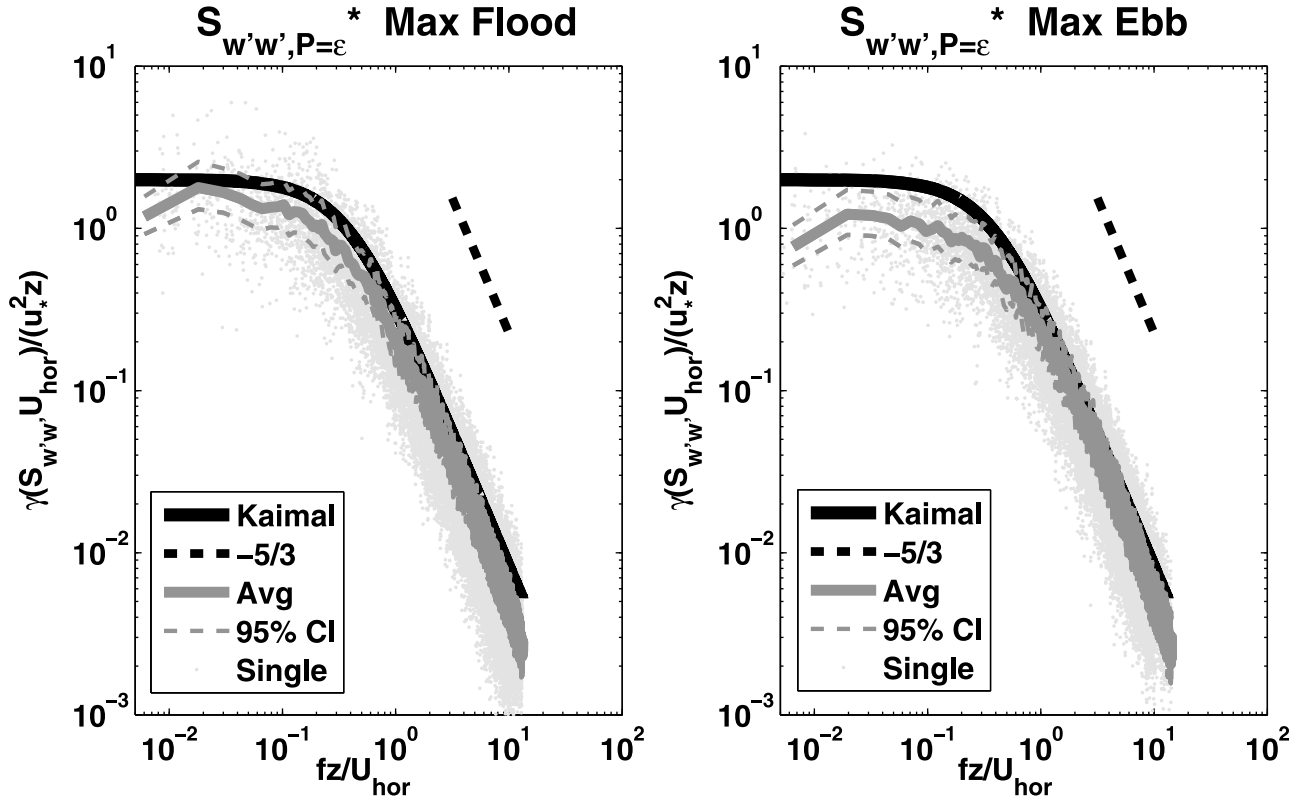 S_{w'w',P=ε}* Max Flood
10^1
10^0
10^{-1}
10^{-2}
10^{-3}
γ(S_{w'w'}U_{hor})/(u_*^2z)
Kaimal
−5/3
Avg
95% CI
Single
10^{-2} 10^{-1} 10^0 10^1 10^2
fz/U_{hor}
S_{w'w',P=ε}* Max Ebb
10^1
10^0
10^{-1}
10^{-2}
10^{-3}
γ(S_{w'w'}U_{hor})/(u_*^2z)
Kaimal
−5/3
Avg
95% CI
Single
10^{-2} 10^{-1} 10^0 10^1 10^2
fz/U_{hor}